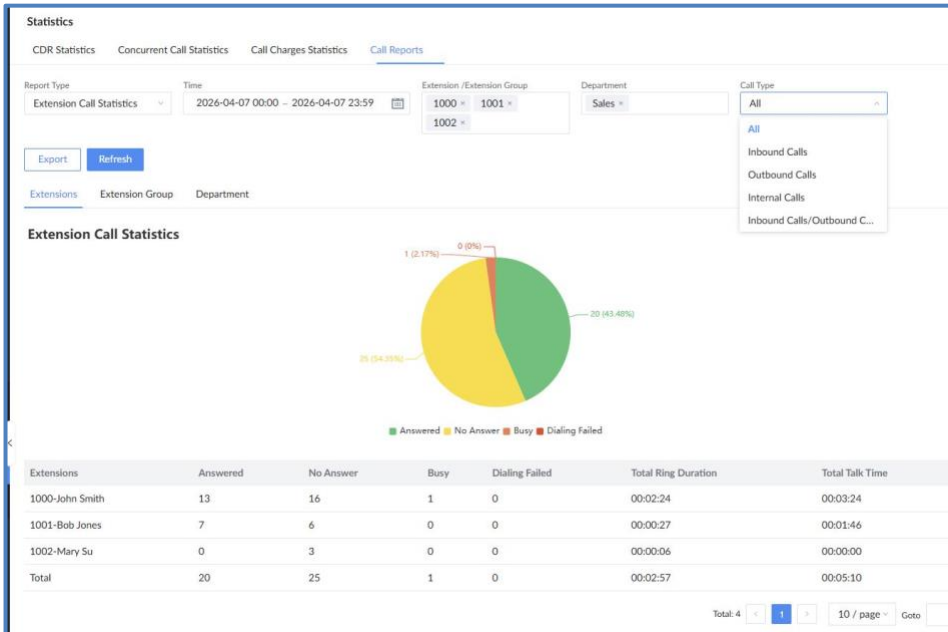 Statistics
CDR Statistics Concurrent Call Statistics Call Charges Statistics Call Reports
Report Type Time Extension /Extension Group Department Call Type
Extension Call Statistics 2026-04-07 00:00 – 2026-04-07 23:59 1000 × 1001 × Sales × All
1002 ×
All
Inbound Calls
Outbound Calls
Internal Calls
Inbound Calls/Outbound C...
Export Refresh
Extensions Extension Group Department
Extension Call Statistics
0 (0%)
1 (2.17%)
20 (43.48%)
25 (54.35%)
Answered No Answer Busy Dialing Failed
Extensions Answered No Answer Busy Dialing Failed Total Ring Duration Total Talk Time
1000-John Smith 13 16 1 0 00:02:24 00:03:24
1001-Bob Jones 7 6 0 0 00:00:27 00:01:46
1002-Mary Su 0 3 0 0 00:00:06 00:00:00
Total 20 25 1 0 00:02:57 00:05:10
Total: 4 < 1 > 10 / page Goto